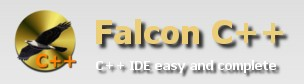 C++
Falcon C++
C++ IDE easy and complete